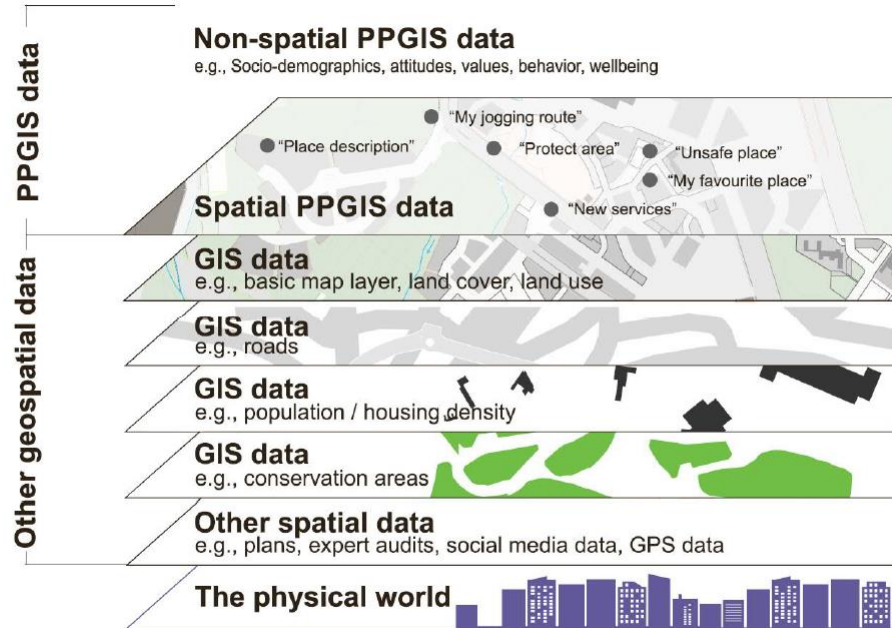 PPGIS data
Non-spatial PPGIS data
e.g., Socio-demographics, attitudes, values, behavior, wellbeing
“My jogging route”
“Place description”
“Protect area”
“Unsafe place”
“My favourite place”
Spatial PPGIS data
“New services”
Other geospatial data
GIS data
e.g., basic map layer, land cover, land use
GIS data
e.g., roads
GIS data
e.g., population / housing density
GIS data
e.g., conservation areas
Other spatial data
e.g., plans, expert audits, social media data, GPS data
The physical world